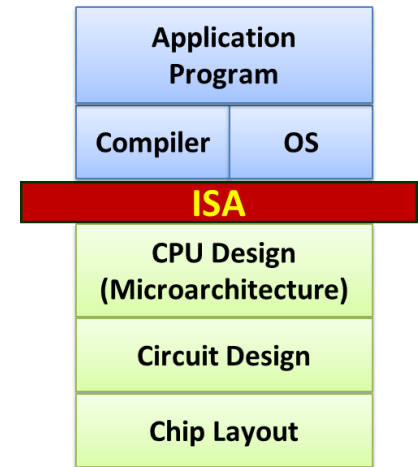 Application
Program
Compiler
OS
ISA
CPU Design
(Microarchitecture)
Circuit Design
Chip Layout